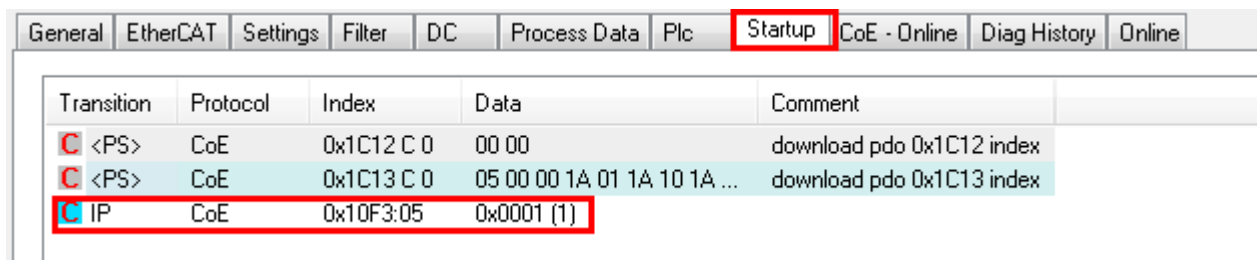 General EtherCAT Settings Filter DC Process Data Plc Startup CoE - Online Diag History Online
Transition Protocol Index Data Comment
C <PS> CoE 0x1C12 C 0 00 00 download pdo 0x1C12 index
C <PS> CoE 0x1C13 C 0 05 00 00 1A 01 1A 10 1A ... download pdo 0x1C13 index
C IP CoE 0x10F3:05 0x0001 (1)